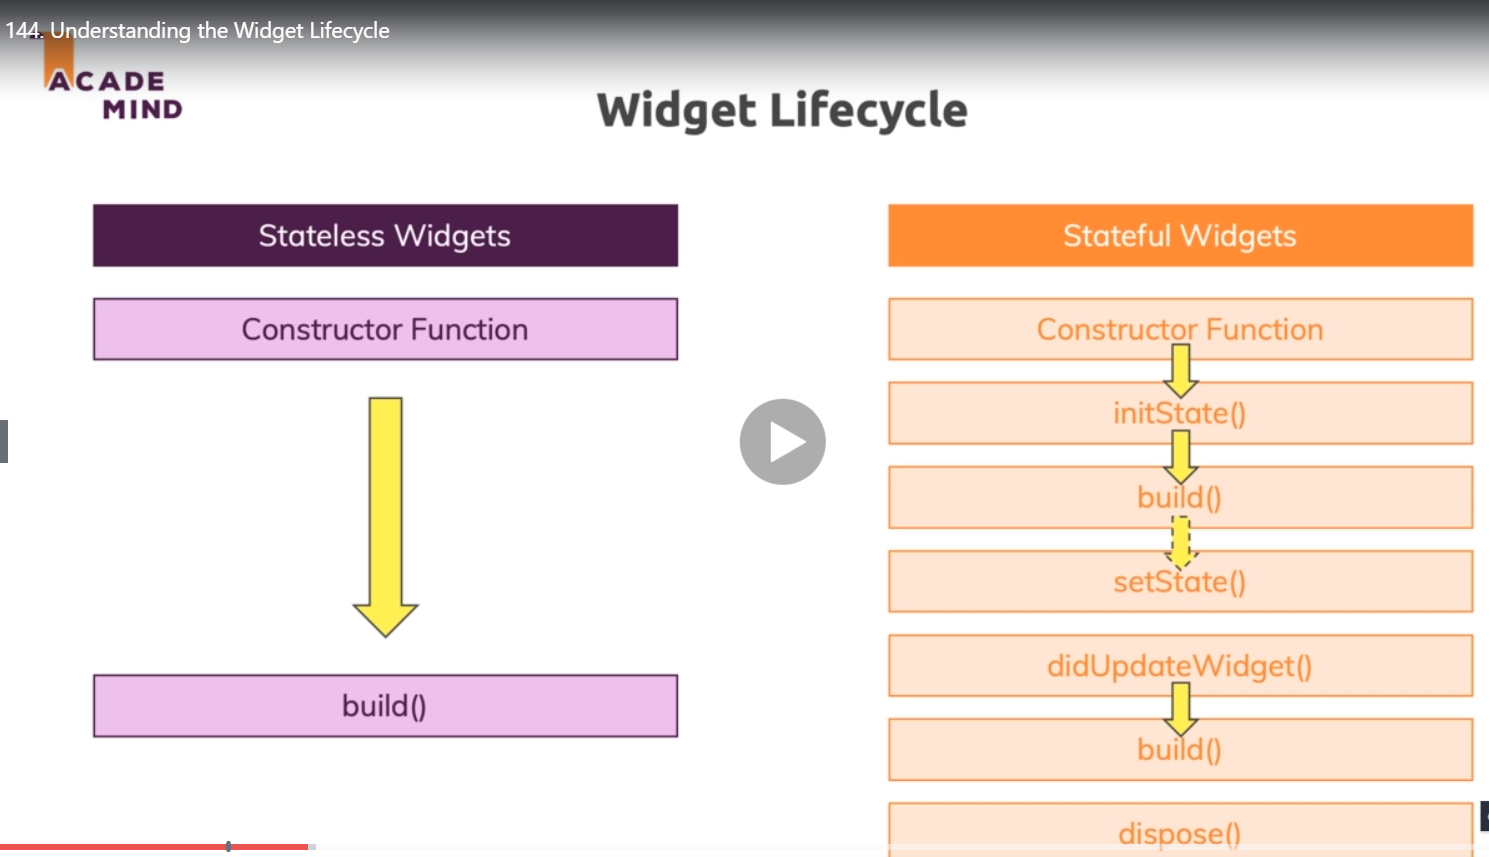 144. Understanding the Widget Lifecycle
ACADE
MIND
Widget Lifecycle
Stateless Widgets
Constructor Function
build()
Stateful Widgets
Constructor Function
initState()
build()
setState()
didUpdateWidget()
build()
dispose()